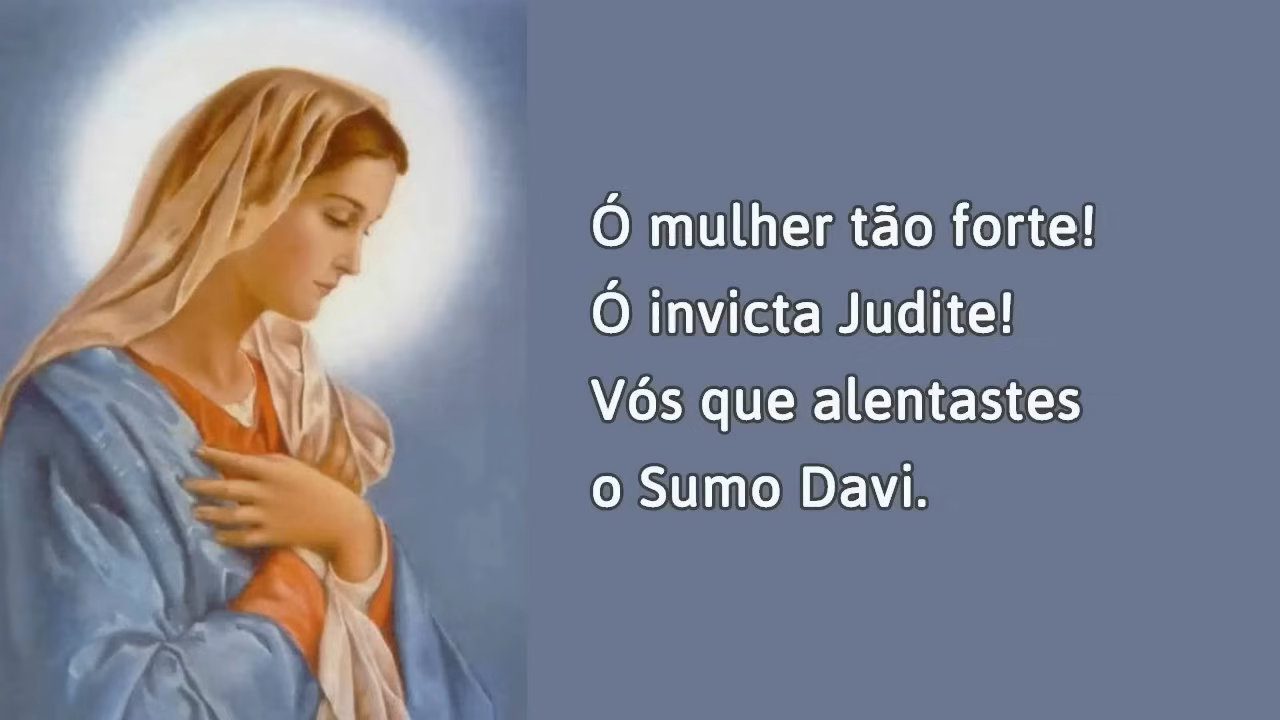 Ó mulher tão forte!
Ó invicta Judite!
Vós que alentastes
o Sumo Davi.